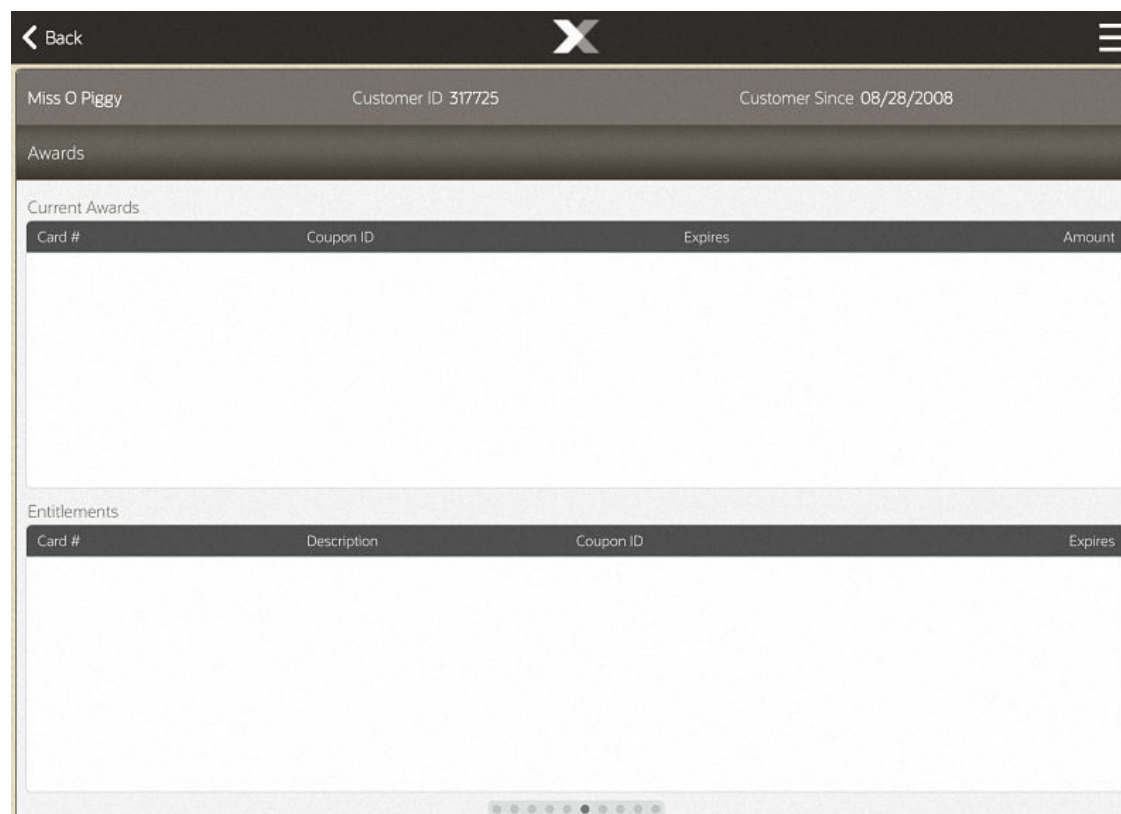 Back
Miss O Piggy Customer ID 317725 Customer Since 08/28/2008
Awards
Current Awards
Card # Coupon ID Expires Amount
Entitlements
Card # Description Coupon ID Expires